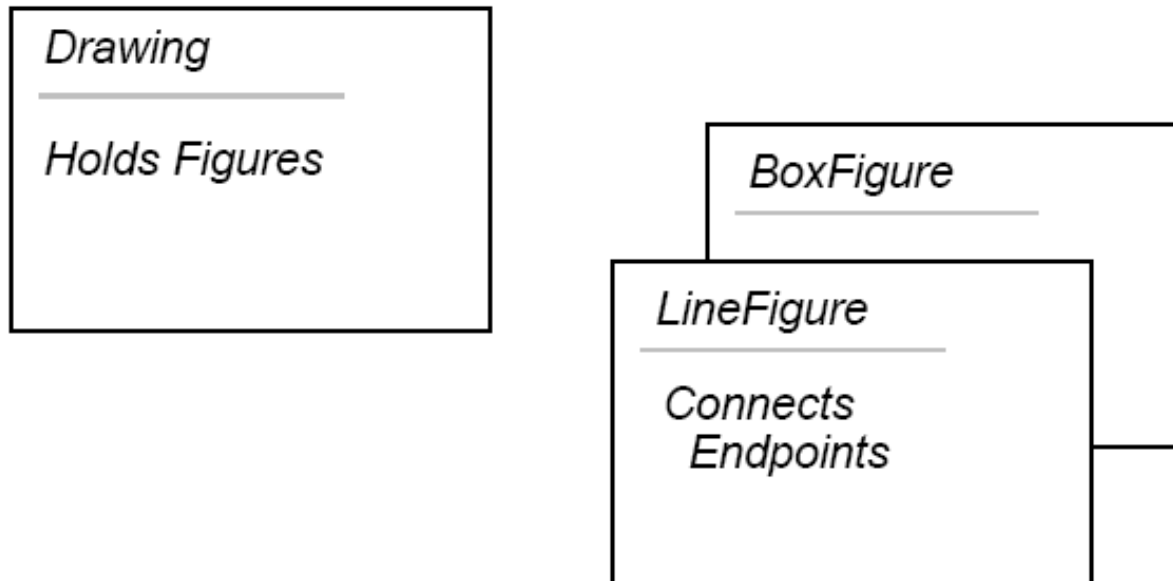 Drawing
Holds Figures
BoxFigure
LineFigure
Connects
Endpoints